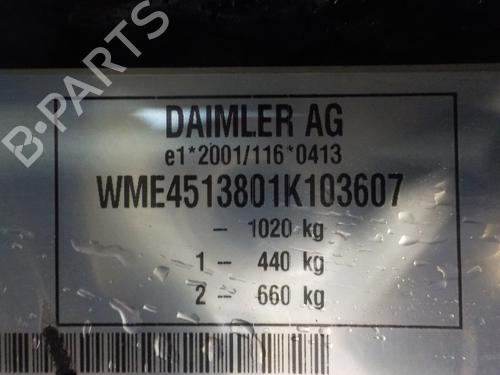 B-PARTS
DAIMLER AG
e1*2001/116*0413
WME4513801K103607
– 1020 kg
1 – 440 kg
2 – 660 kg